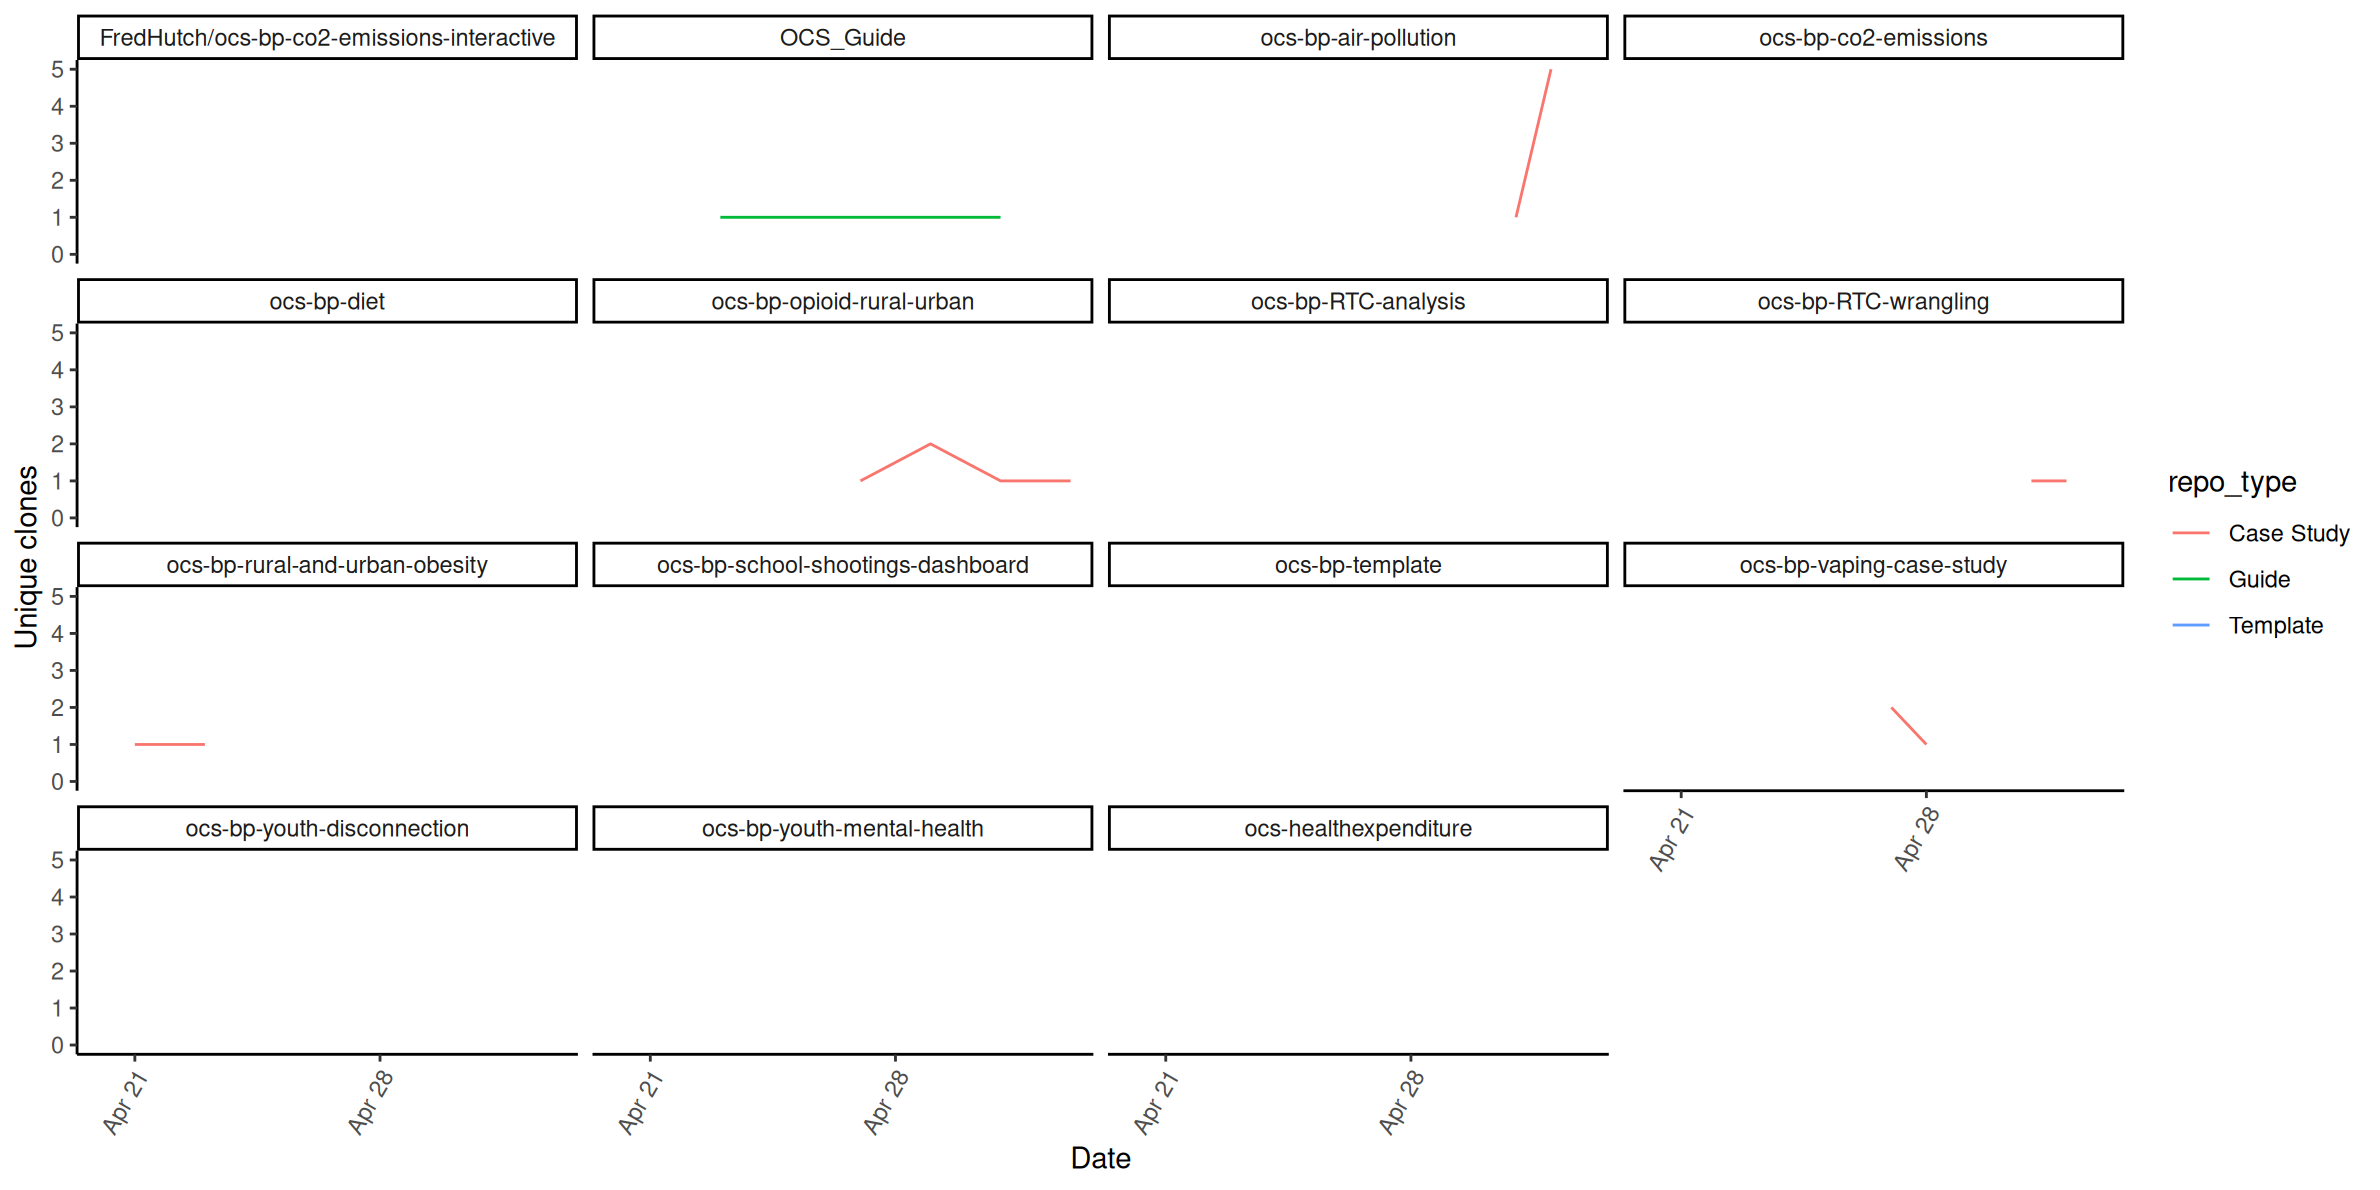 FredHutch/ocs-bp-co2-emissions-interactive
OCS_Guide
ocs-bp-air-pollution
ocs-bp-co2-emissions
5
4
3
2
1
0
ocs-bp-diet
ocs-bp-opioid-rural-urban
ocs-bp-RTC-analysis
ocs-bp-RTC-wrangling
5
4
3
2
1
0
ocs-bp-rural-and-urban-obesity
ocs-bp-school-shootings-dashboard
ocs-bp-template
ocs-bp-vaping-case-study
5
4
3
2
1
0
Apr 21
Apr 28
ocs-bp-youth-disconnection
ocs-bp-youth-mental-health
ocs-healthexpenditure
5
4
3
2
1
0
Apr 21
Apr 28
Apr 21
Apr 28
Apr 21
Apr 28
Unique clones
Date
repo_type
Case Study
Guide
Template